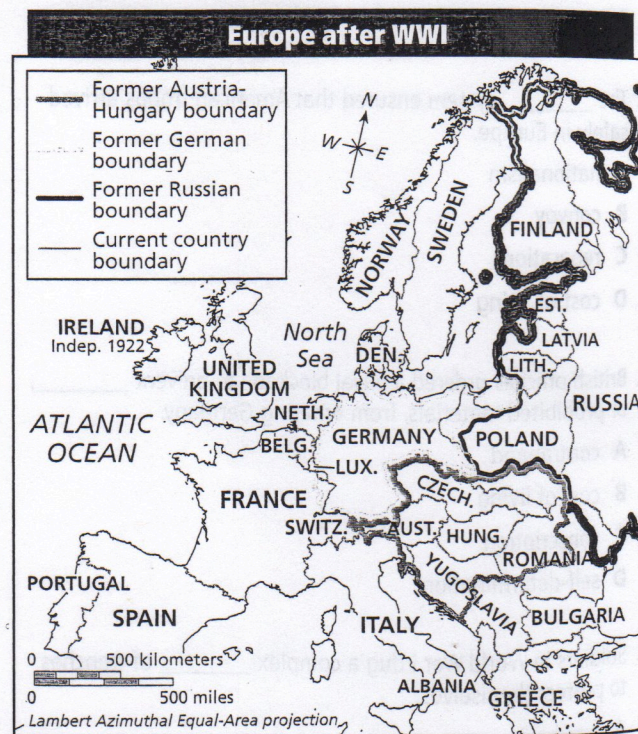 Europe after WWI
Former Austria-
Hungary boundary
Former German
boundary
Former Russian
boundary
Current country
boundary
N
W
E
S
NORWAY
SWEDEN
FINLAND
EST.
LATVIA
LITH.
RUSSIA
IRELAND
Indep. 1922
North
Sea
DEN.
UNITED
KINGDOM
NETH.
BELG.
GERMANY
POLAND
ATLANTIC
OCEAN
LUX.
CZECH.
FRANCE
SWITZ.
AUST.
HUNG.
ROMANIA
YUGOSLAVIA
PORTUGAL
SPAIN
ITALY
BULGARIA
ALBANIA
GREECE
0
500 kilometers
0
500 miles
Lambert Azimuthal Equal-Area projection